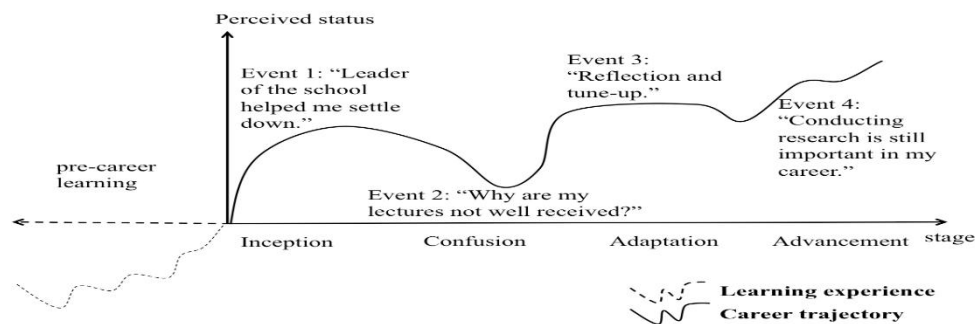 Perceived status
Event 1: “Leader
of the school
helped me settle
down.”
Event 3:
“Reflection and
tune-up.”
Event 4:
“Conducting
research is still
important in my
career.”
pre-career
learning
Event 2: “Why are my
lectures not well received?”
Inception
Confusion
Adaptation
Advancement
stage
Learning experience
Career trajectory